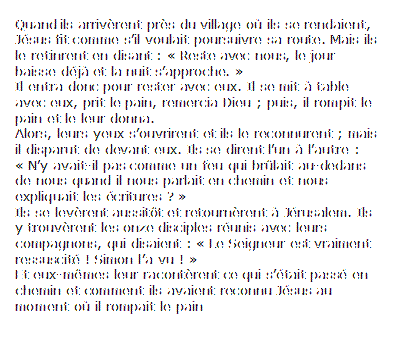 Quand ils arrivèrent près du village où ils se rendaient,
Jésus fit comme s'il voulait poursuivre sa route. Mais ils
le retinrent en disant : « Reste avec nous, le jour
baisse déjà et la nuit s'approche. »
Il entra donc pour rester avec eux. Il se mit à table
avec eux, prit le pain, remercia Dieu ; puis, il rompit le
pain et le leur donna.
Alors, leurs yeux s'ouvrirent et ils le reconnurent ; mais
il disparut de devant eux. Ils se dirent l'un à l'autre :
« N'y avait-il pas comme un feu qui brûlait au-dedans
de nous quand il nous parlait en chemin et nous
expliquait les écritures ? »
Ils se levèrent aussitôt et retournèrent à Jérusalem. Ils
y trouvèrent les onze disciples réunis avec leurs
compagnons, qui disaient : « Le Seigneur est vraiment
ressuscité ! Simon l'a vu ! »
Et eux-mêmes leur racontèrent ce qui s'était passé en
chemin et comment ils avaient reconnu Jésus au
moment où il rompait le pain